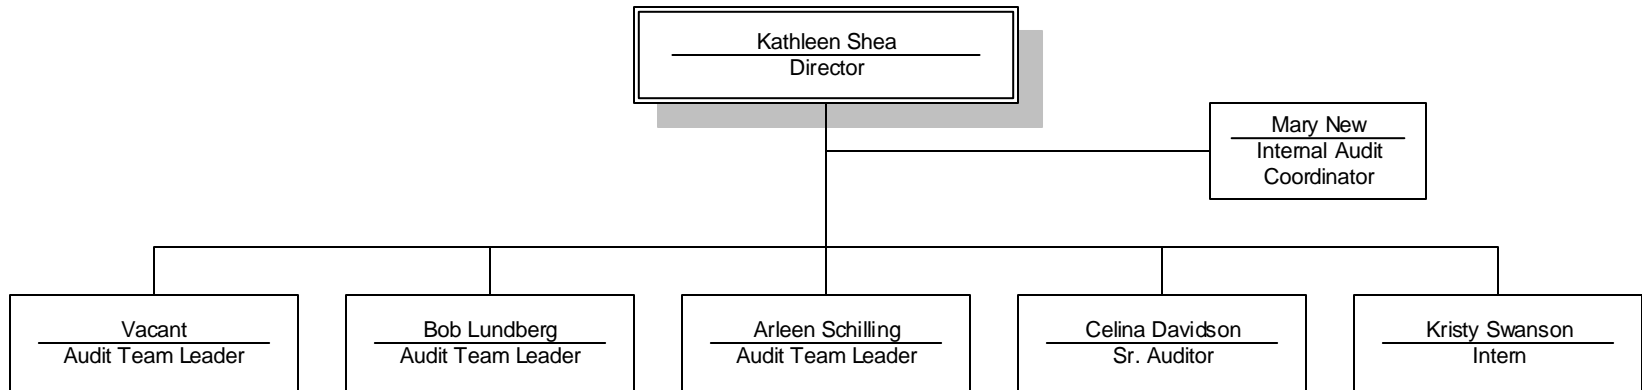 Kathleen Shea
Director
Mary New
Internal Audit
Coordinator
Vacant
Audit Team Leader
Bob Lundberg
Audit Team Leader
Arleen Schilling
Audit Team Leader
Celina Davidson
Sr. Auditor
Kristy Swanson
Intern